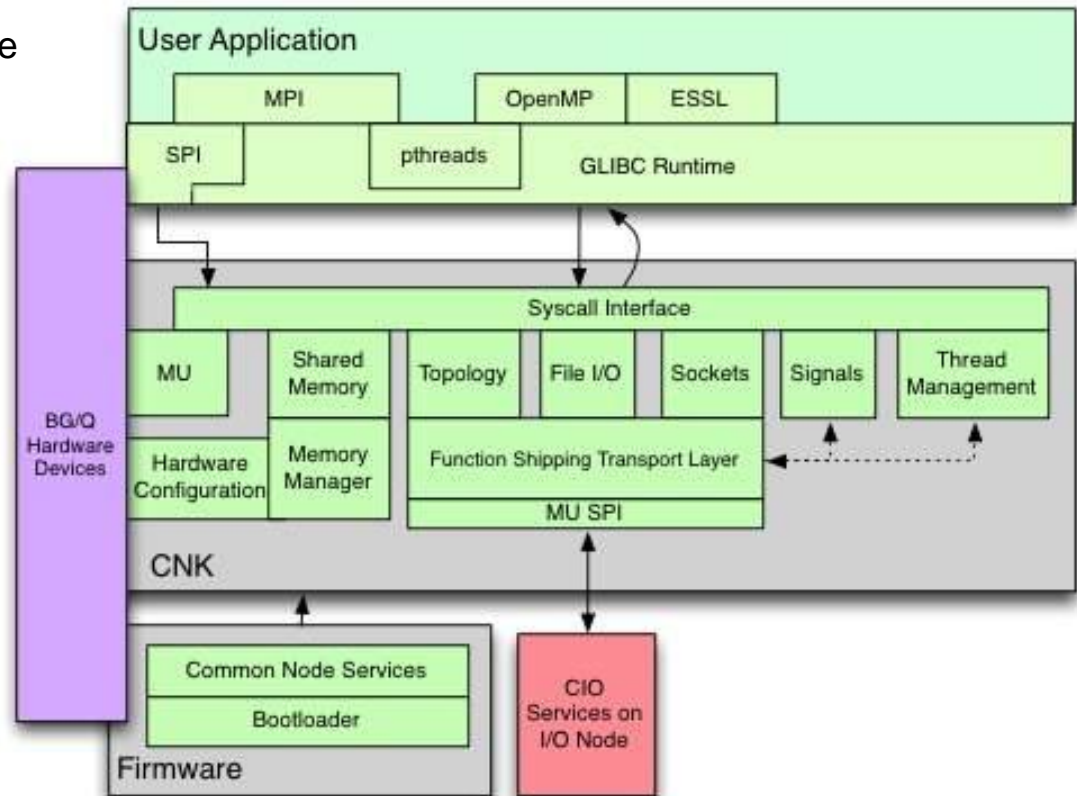 e
User Application
MPI
OpenMP
ESSL
SPI
pthreads
GLIBC Runtime
Syscall Interface
MU
Shared
Memory
Topology
File I/O
Sockets
Signals
Thread
Management
BG/Q
Hardware
Devices
Hardware
Configuration
Memory
Manager
Function Shipping Transport Layer
MU SPI
CNK
Common Node Services
Bootloader
Firmware
CIO
Services on
I/O Node